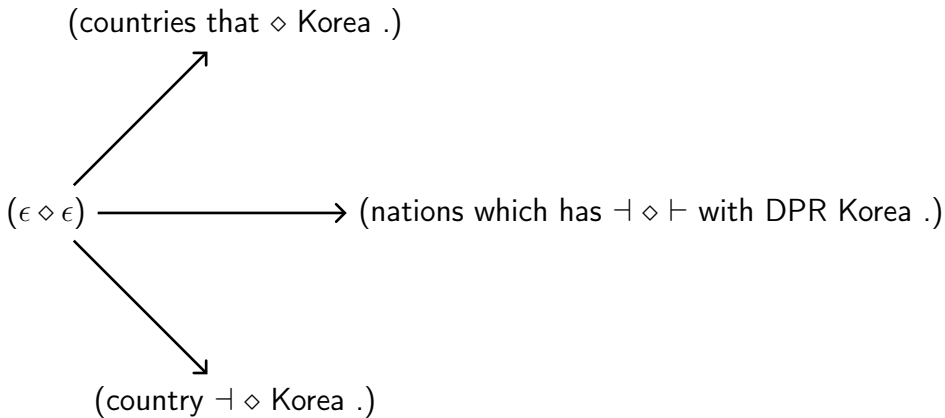 (countries that ⋄ Korea .)
(ϵ ⋄ ϵ)
(nations which has ⊣ ⋄ ⊢ with DPR Korea .)
(country ⊣ ⋄ Korea .)